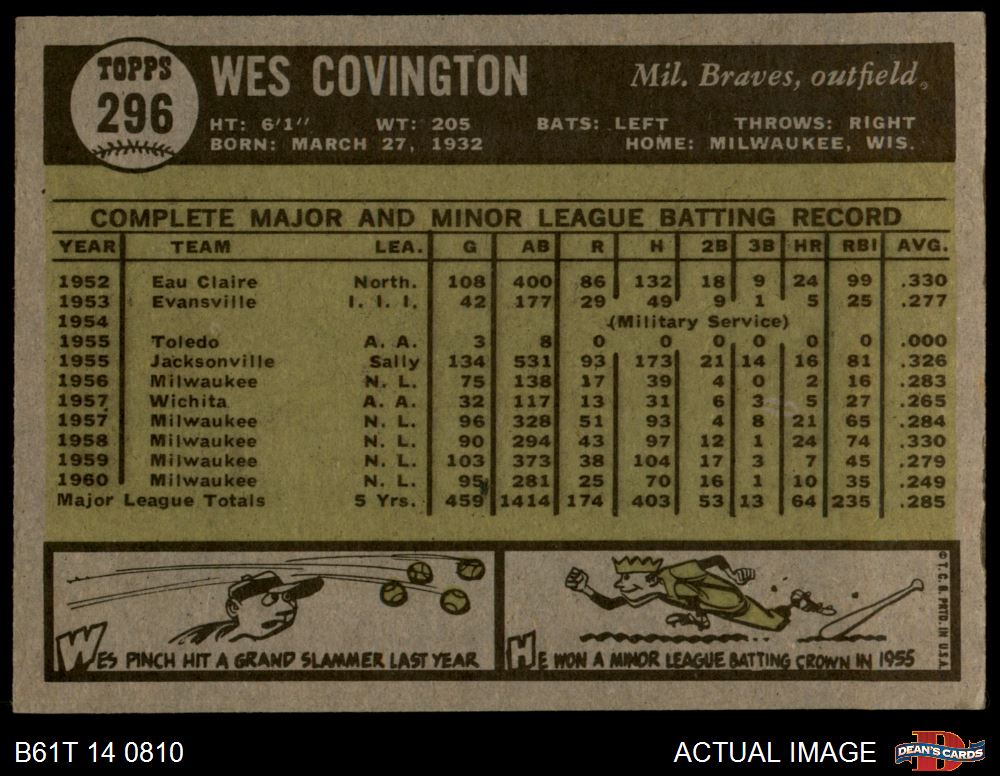 TOPPS
296
WES COVINGTON
Mil. Braves, outfield
HT: 6'1" WT: 205 BATS: LEFT THROWS: RIGHT
BORN: MARCH 27, 1932 HOME: MILWAUKEE, WIS.
COMPLETE MAJOR AND MINOR LEAGUE BATTING RECORD
YEAR TEAM LEA. G AB R H 2B 3B HR RBI AVG.
1952 Eau Claire North. 108 400 86 132 18 9 24 99 .330
1953 Evansville I. I. I. 42 177 29 49 9 1 5 25 .277
1954 (Military Service)
1955 Toledo A. A. 3 8 0 0 0 0 0 0 .000
1955 Jacksonville Sally 134 531 93 173 21 14 16 81 .326
1956 Milwaukee N. L. 75 138 17 39 4 0 2 16 .283
1957 Wichita A. A. 32 117 13 31 6 3 5 27 .265
1957 Milwaukee N. L. 96 328 51 93 4 8 21 65 .284
1958 Milwaukee N. L. 90 294 43 97 12 1 24 74 .330
1959 Milwaukee N. L. 103 373 38 104 17 3 7 45 .279
1960 Milwaukee N. L. 95 281 25 70 16 1 10 35 .249
Major League Totals 5 Yrs. 459 1414 174 403 53 13 64 235 .285
WES PINCH HIT A GRAND SLAMMER LAST YEAR
HE WON A MINOR LEAGUE BATTING CROWN IN 1955
© T. C. G. PRTD. IN U.S.A.
B61T 14 0810
ACTUAL IMAGE
DEAN'S CARDS